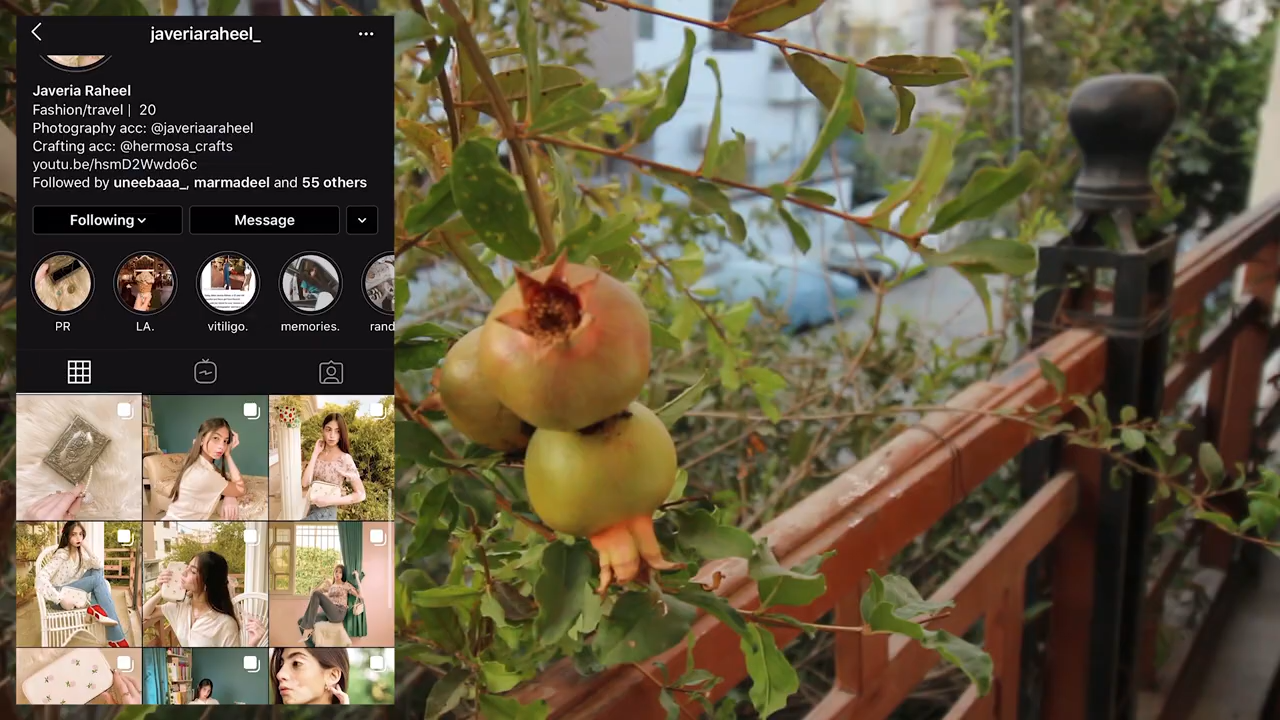 javeriaraheel_
Javeria Raheel
Fashion/travel | 20
Photography acc: @javeriaaraheel
Crafting acc: @hermosa_crafts
youtu.be/hsmD2Wwdo6c
Followed by uneebaaa_, marmadeel and 55 others
Following Message
PR LA. vitiligo. memories. rand